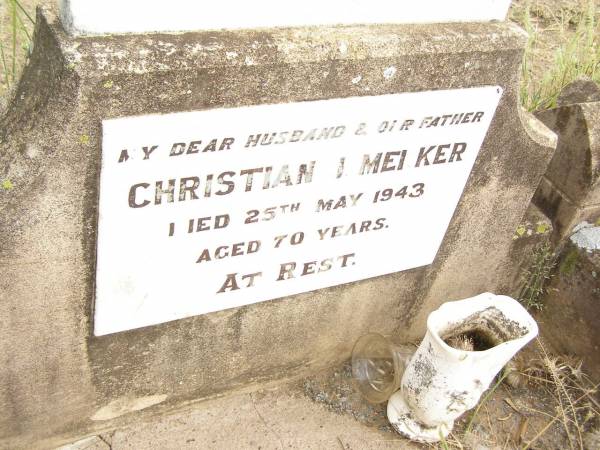 MY DEAR HUSBAND & OUR FATHER
CHRISTIAN
DIED 25TH MAY 1943
AGED 70 YEARS.
AT REST.